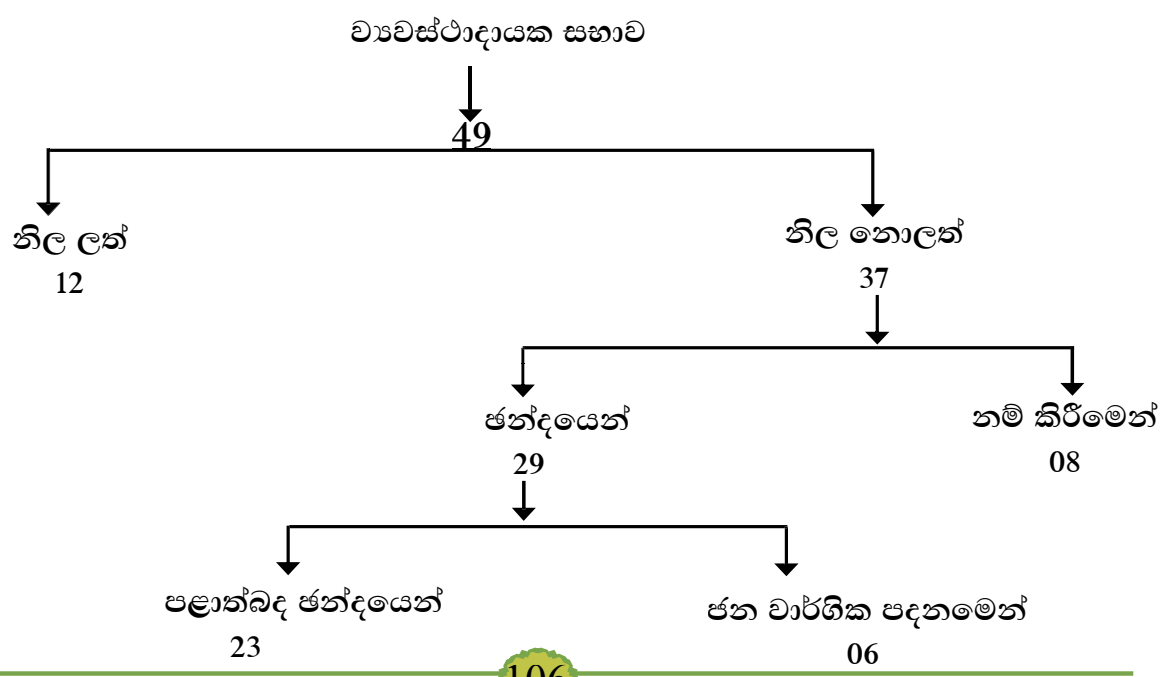 ව්‍යවස්ථාදායක සභාව
49
නිල ලත්
12
නිල නොලත්
37
ඡන්දයෙන්
29
නම් කිරීමෙන්
08
පළාත්බද ඡන්දයෙන්
23
ජන වාර්ගික පදනමෙන්
06
106